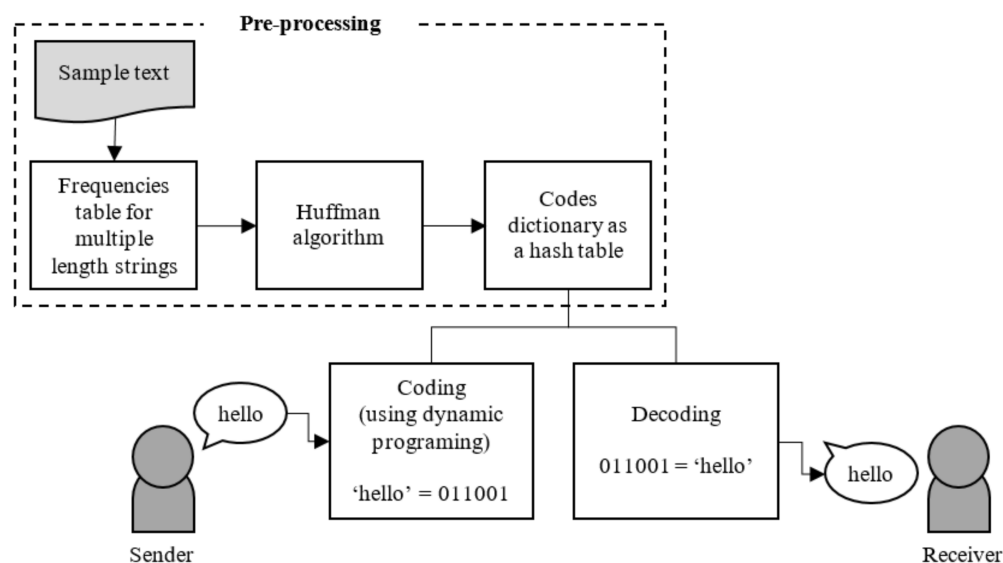 Pre-processing
Sample text
Frequencies
table for
multiple
length strings
Huffman
algorithm
Codes
dictionary as
a hash table
hello
Coding
(using dynamic
programing)
‘hello’ = 011001
Decoding
011001 = ‘hello’
hello
Sender
Receiver